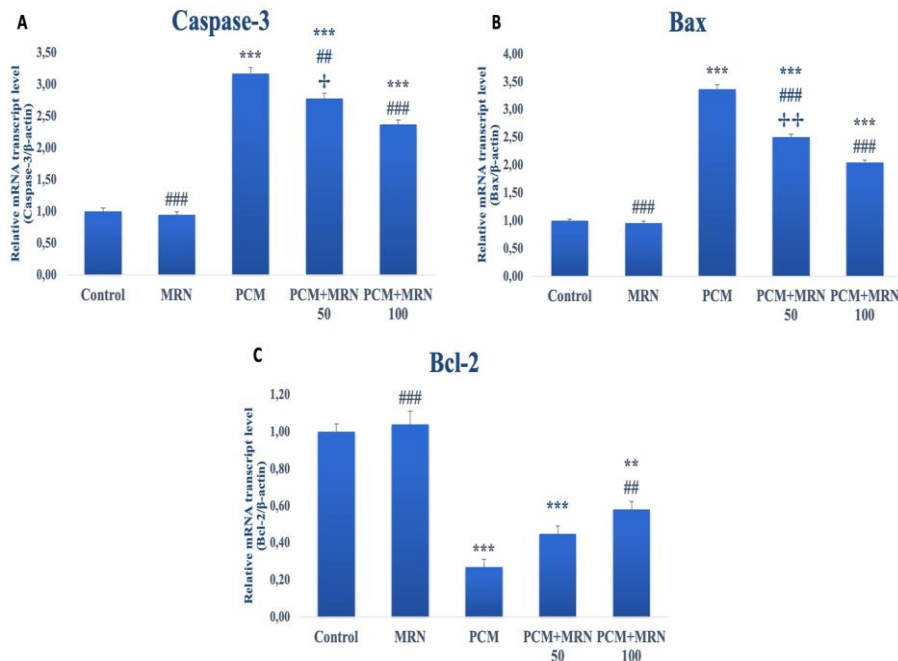 A
Caspase-3
Relative mRNA transcript level
(Caspase-3/β-actin)
3,50
3,00
2,50
2,00
1,50
1,00
0,50
0,00
###
***
***
##
†
***
###
Control
MRN
PCM
PCM+MRN
50
PCM+MRN
100
B
Bax
Relative mRNA transcript level
(Bax/β-actin)
4,00
3,50
3,00
2,50
2,00
1,50
1,00
0,50
0,00
###
***
***
###
††
***
###
Control
MRN
PCM
PCM+MRN
50
PCM+MRN
100
C
Bcl-2
Relative mRNA transcript level
(Bcl-2/β-actin)
1,20
1,00
0,80
0,60
0,40
0,20
0,00
###
***
***
**
##
Control
MRN
PCM
PCM+MRN
50
PCM+MRN
100